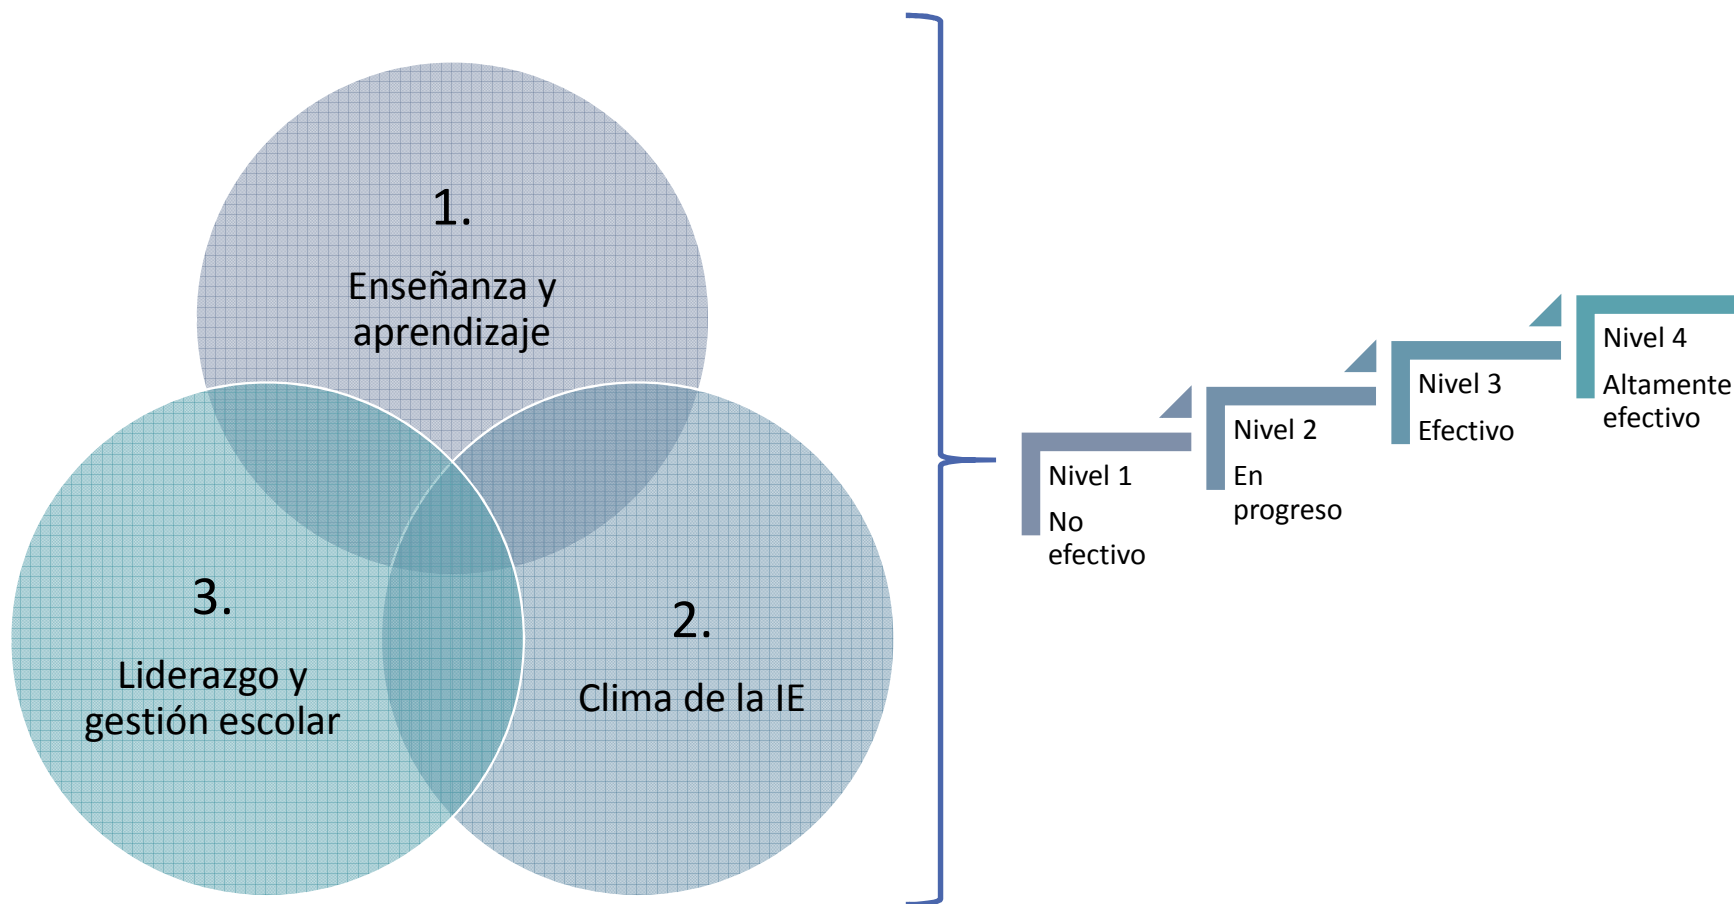 1.
Enseñanza y
aprendizaje
2.
Clima de la IE
3.
Liderazgo y
gestión escolar
Nivel 1
No
efectivo
Nivel 2
En
progreso
Nivel 3
Efectivo
Nivel 4
Altamente
efectivo